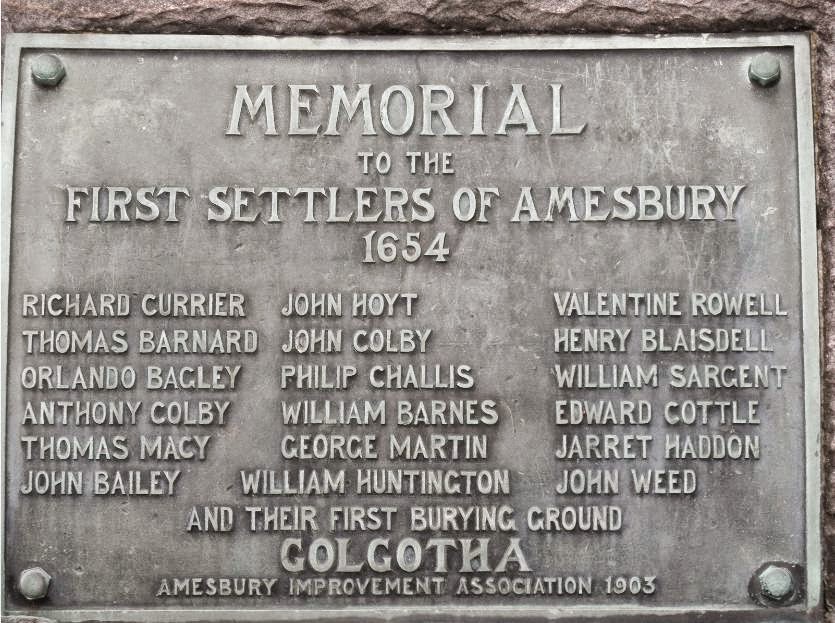 MEMORIAL
TO THE
FIRST SETTLERS OF AMESBURY
1654
RICHARD CURRIER JOHN HOYT VALENTINE ROWELL
THOMAS BARNARD JOHN COLBY HENRY BLAISDELL
ORLANDO BAGLEY PHILIP CHALLIS WILLIAM SARGENT
ANTHONY COLBY WILLIAM BARNES EDWARD COTTLE
THOMAS MACY GEORGE MARTIN JARRET HADDON
JOHN BAILEY WILLIAM HUNTINGTON JOHN WEED
AND THEIR FIRST BURYING GROUND
GOLGOTHA
AMESBURY IMPROVEMENT ASSOCIATION 1903